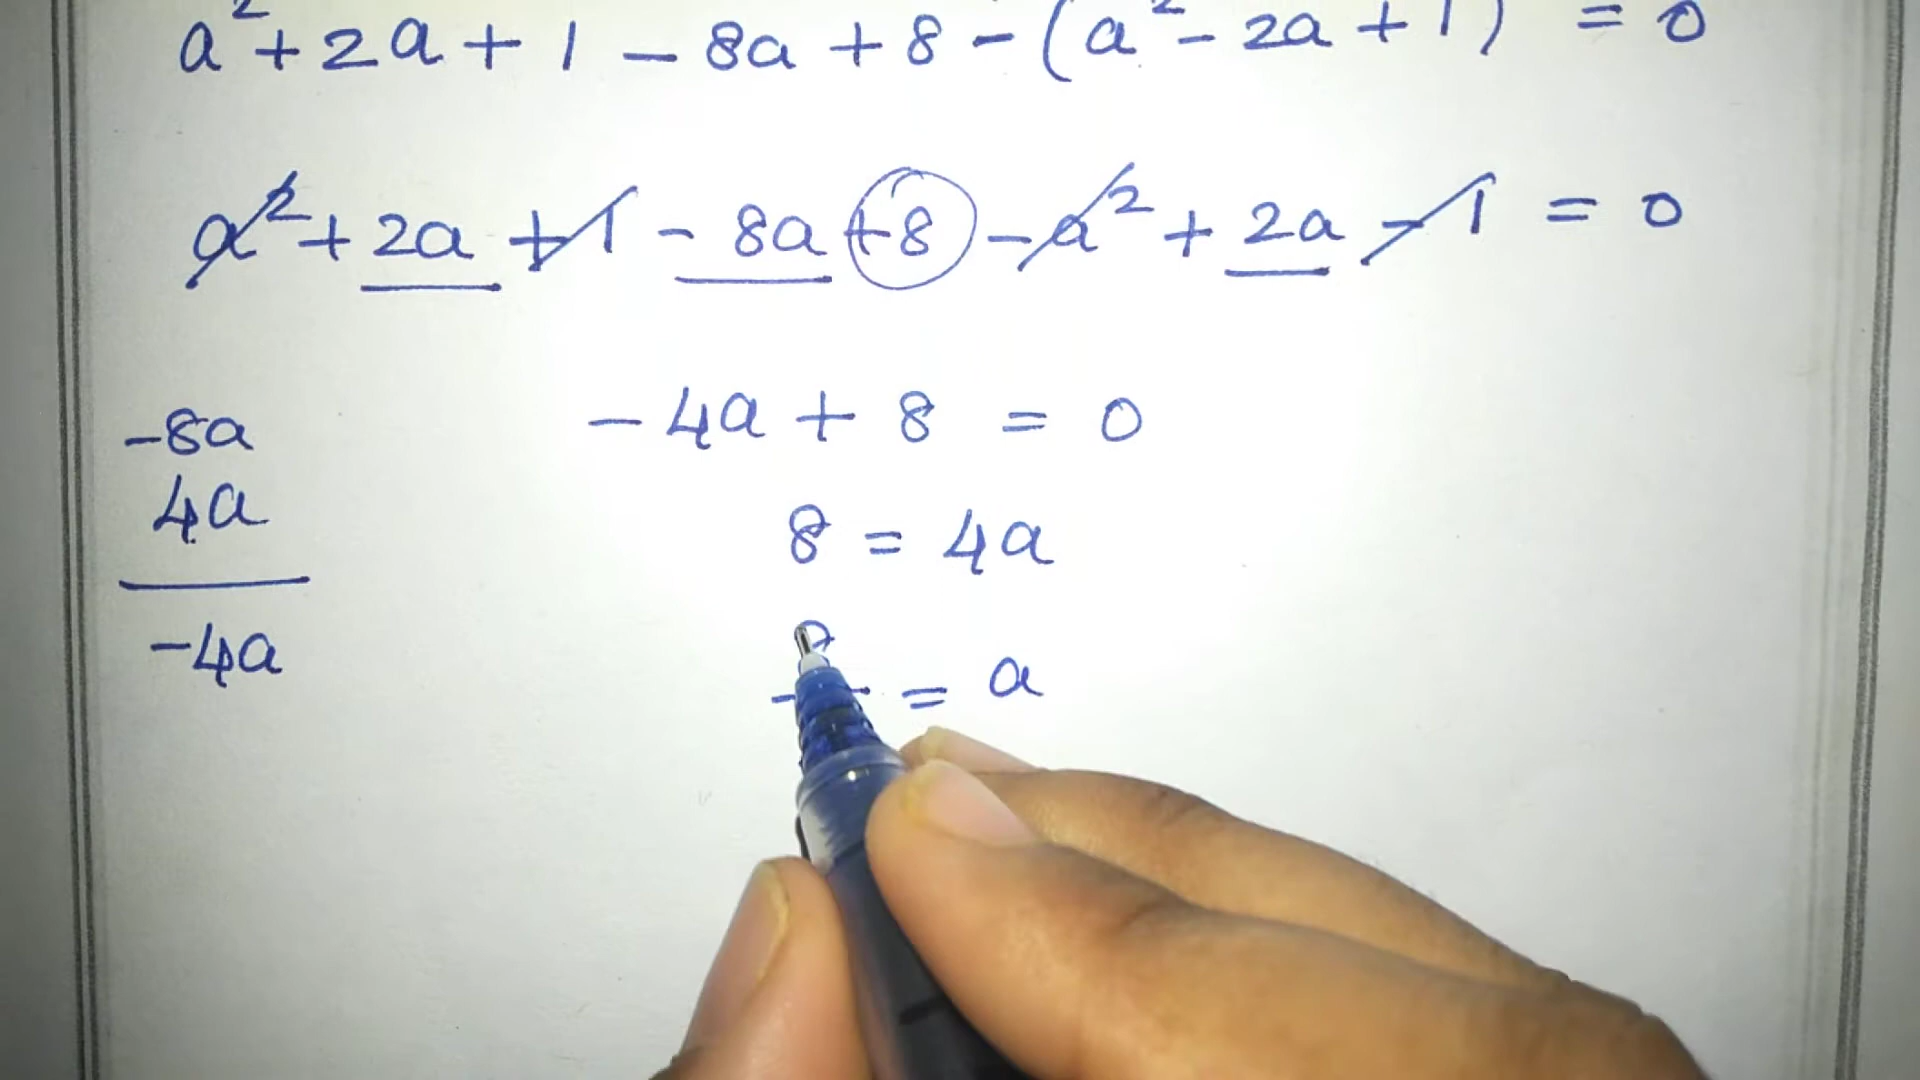 a² + 2a + 1 - 8a + 8 - (a² - 2a + 1) = 0
a² + 2a + 1 - 8a + 8 - a² + 2a - 1 = 0
-4a + 8 = 0
8 = 4a
8 = a
-8a
4a
-4a